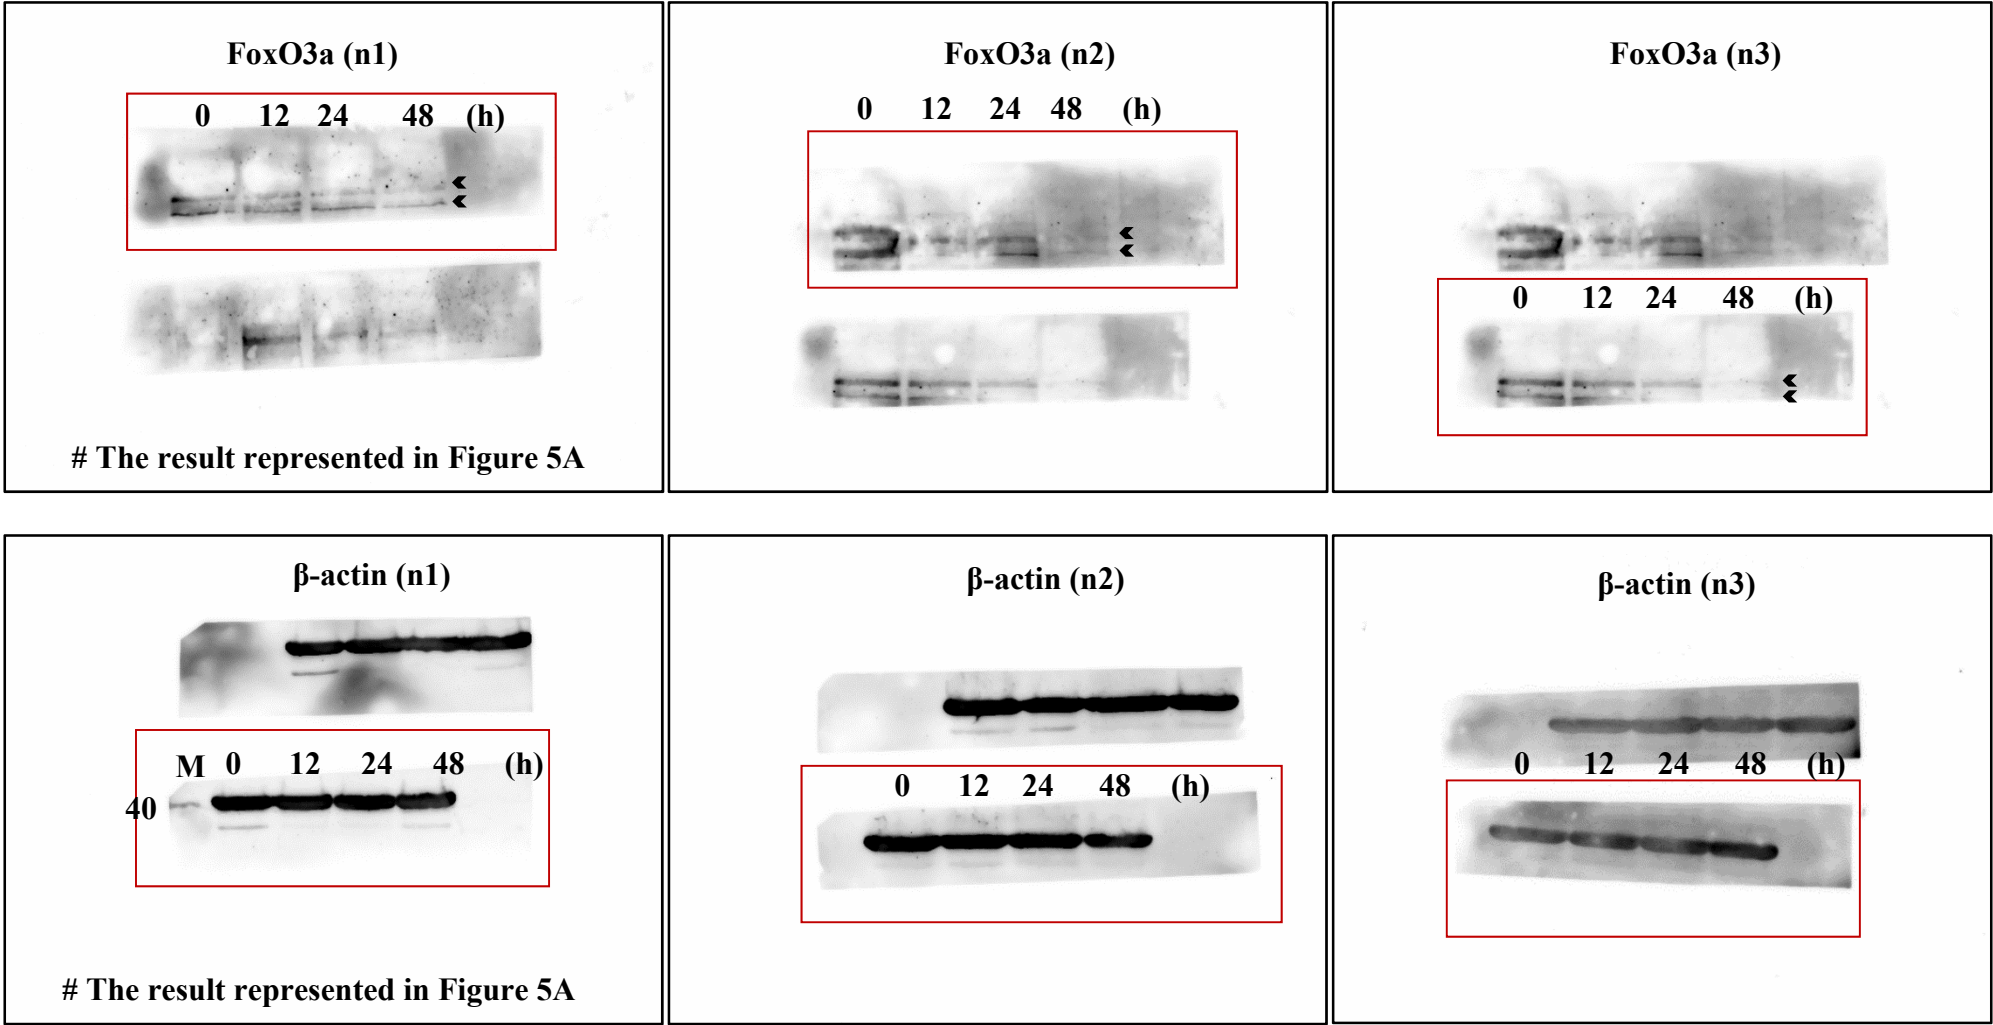 FoxO3a (n1)
0 12 24 48 (h)
# The result represented in Figure 5A
FoxO3a (n2)
0 12 24 48 (h)
FoxO3a (n3)
0 12 24 48 (h)
β-actin (n1)
M 0 12 24 48 (h)
40
# The result represented in Figure 5A
β-actin (n2)
0 12 24 48 (h)
β-actin (n3)
0 12 24 48 (h)